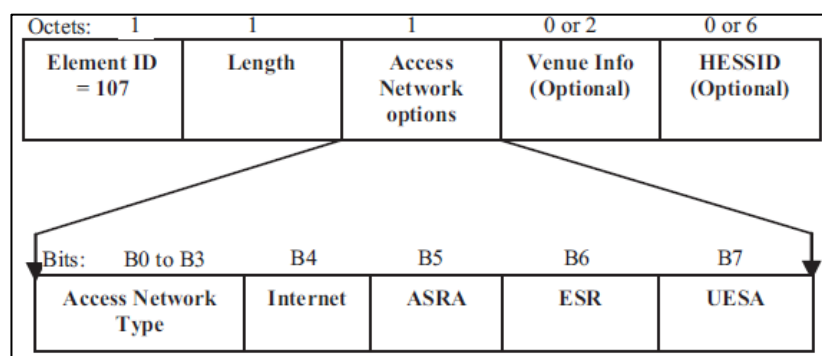 Octets: 1 1 1 0 or 2 0 or 6
Element ID Length Access Venue Info HESSID
= 107 Network (Optional) (Optional)
options
Bits: B0 to B3 B4 B5 B6 B7
Access Network Internet ASRA ESR UESA
Type